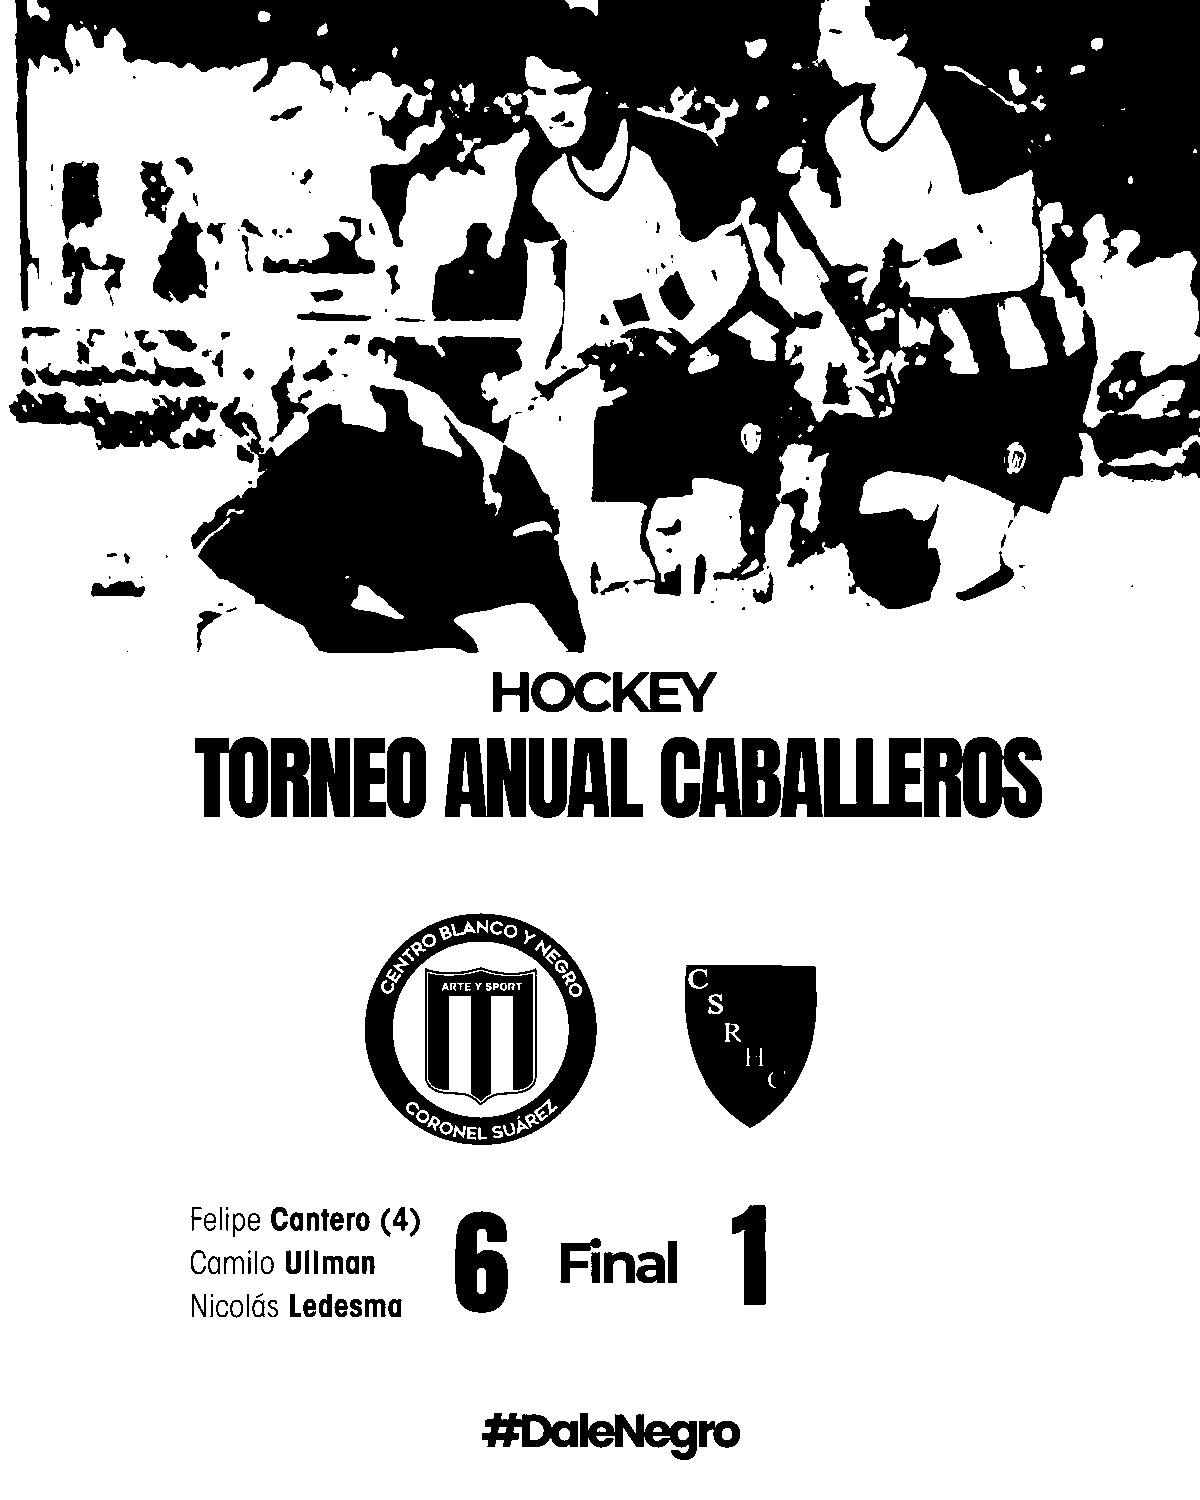 HOCKEY
TORNEO ANUAL CABALLEROS
CENTRO BLANCO Y NEGRO
ARTE Y SPORT
CORONEL SUÁREZ
C
S
R
H
C
Felipe Cantero (4)
Camilo Ullman
Nicolás Ledesma
6 Final 1
#DaleNegro